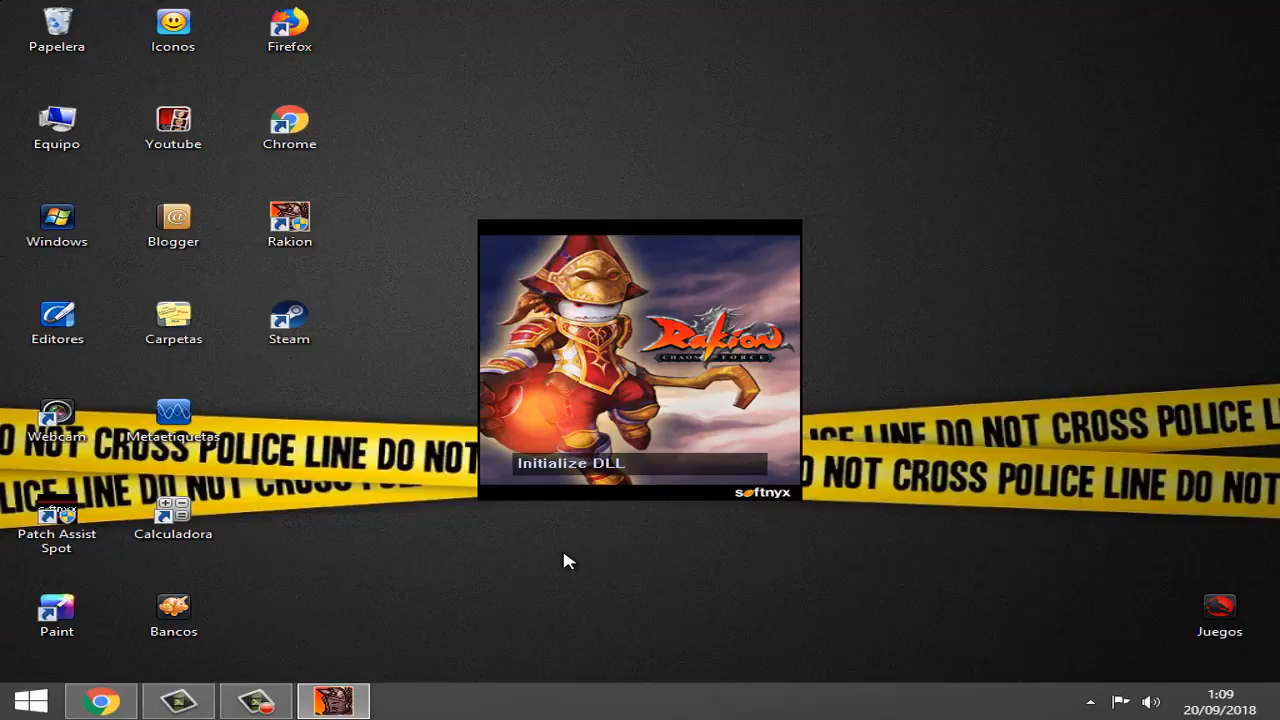 Papelera
Iconos
Firefox
Equipo
Youtube
Chrome
Windows
Blogger
Rakion
Editores
Carpetas
Steam
Webcam
Metaetiquetas
Patch Assist
Spot
Calculadora
Paint
Bancos
Juegos
Rakion
CHAOS FORCE
Initialize DLL
softnyx
softnyx
O NOT CROSS POLICE LINE DO NOT
LICE LINE DO NOT CROSS
LICE LINE DO NOT CROSS POLICE LI
O NOT CROSS POLICE LINE DO NOT
1:09
20/09/2018